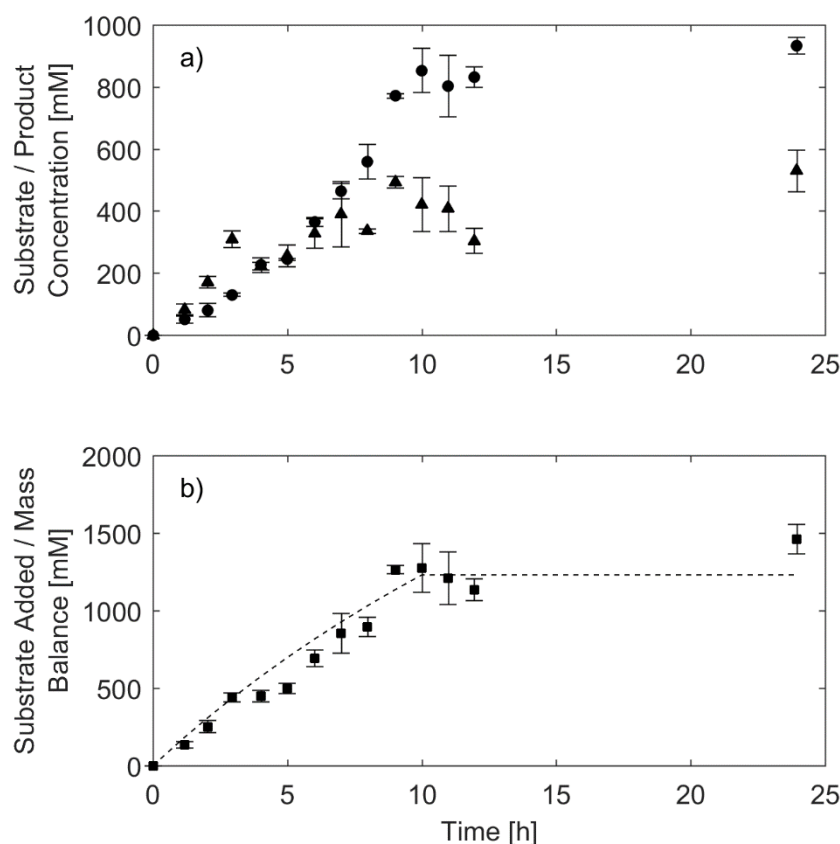 a)
Substrate / Product
Concentration [mM]
1000
800
600
400
200
0
0 5 10 15 20 25
b)
Substrate Added / Mass
Balance [mM]
2000
1500
1000
500
0
0 5 10 15 20 25
Time [h]